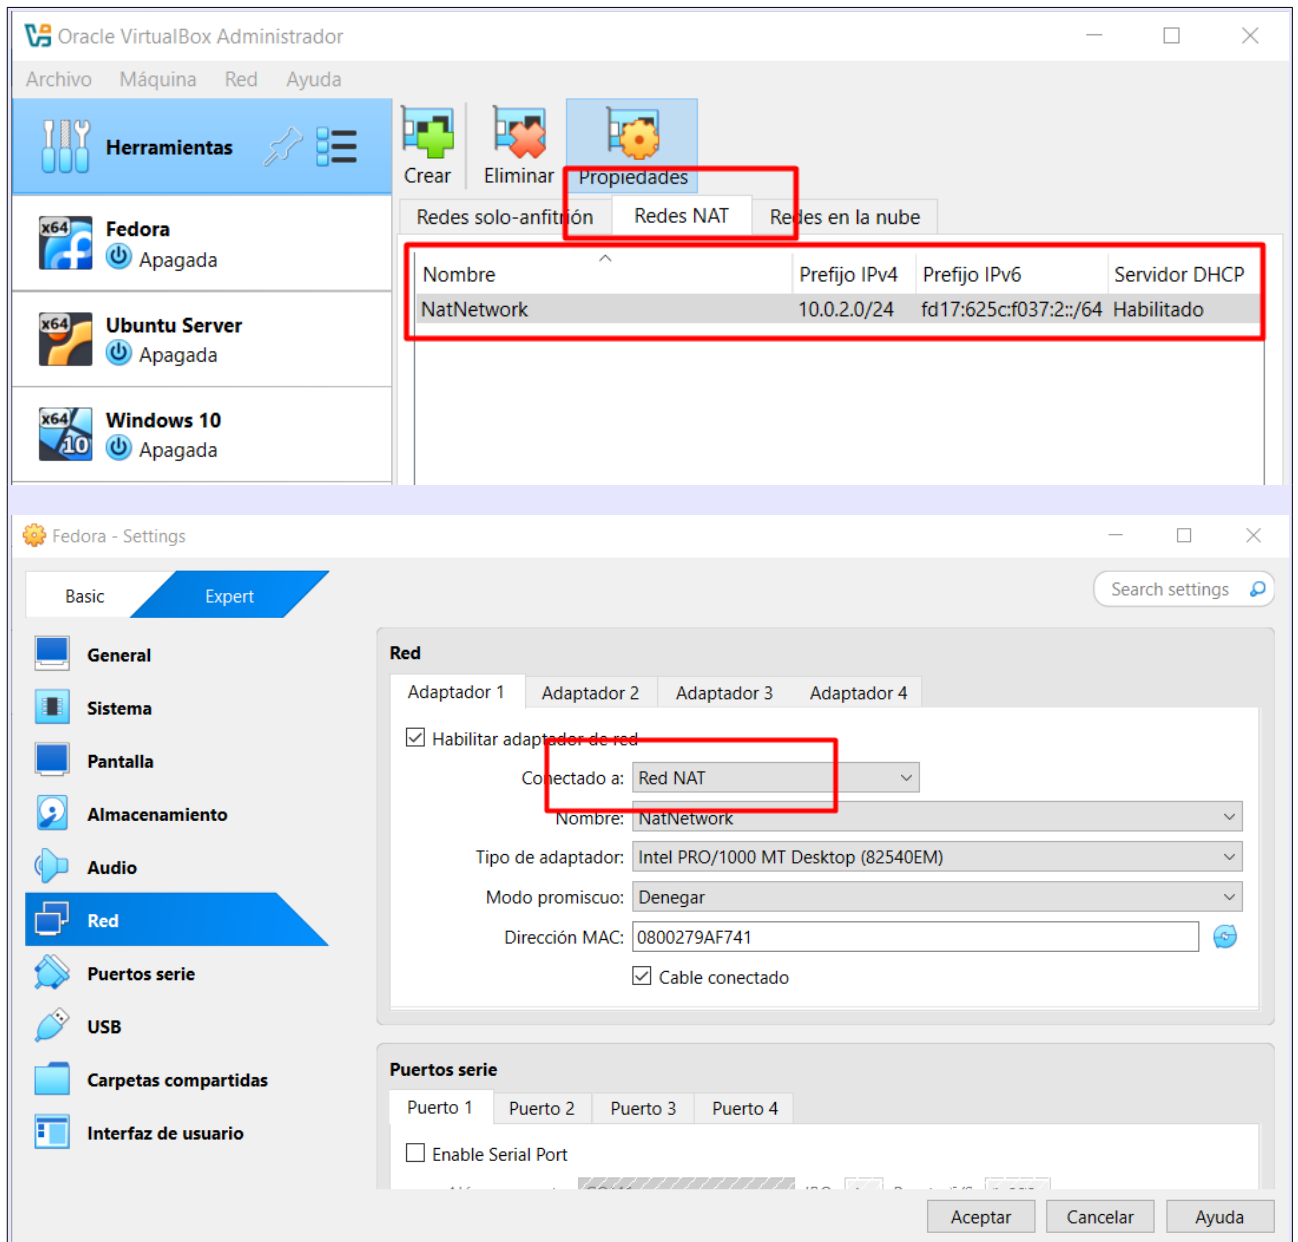 Oracle VirtualBox Administrador
Archivo Máquina Red Ayuda
Herramientas
Crear Eliminar Propiedades
Redes solo-anfitrión Redes NAT Redes en la nube
Nombre Prefijo IPv4 Prefijo IPv6 Servidor DHCP
NatNetwork 10.0.2.0/24 fd17:625c:f037:2::/64 Habilitado
x64 Fedora
Apagada
x64 Ubuntu Server
Apagada
x64 10 Windows 10
Apagada
Fedora - Settings
Basic Expert Search settings
General
Sistema
Pantalla
Almacenamiento
Audio
Red
Puertos serie
USB
Carpetas compartidas
Interfaz de usuario
Red
Adaptador 1 Adaptador 2 Adaptador 3 Adaptador 4
Habilitar adaptador de red
Conectado a: Red NAT
Nombre: NatNetwork
Tipo de adaptador: Intel PRO/1000 MT Desktop (82540EM)
Modo promiscuo: Denegar
Dirección MAC: 0800279AF741
Cable conectado
Puertos serie
Puerto 1 Puerto 2 Puerto 3 Puerto 4
Enable Serial Port
Aceptar Cancelar Ayuda